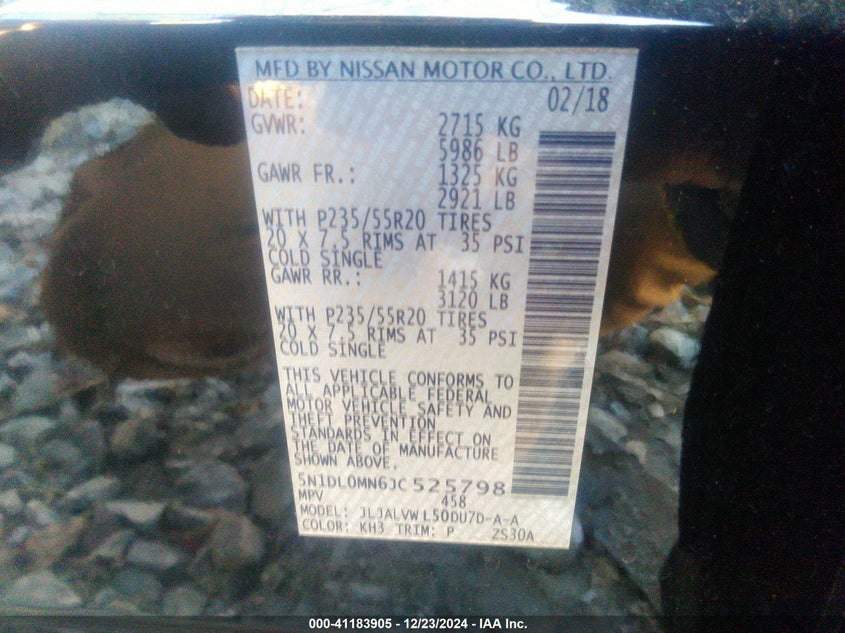 MFD BY NISSAN MOTOR CO., LTD.
DATE: 02/18
GVWR: 2715 KG
5986 LB
GAWR FR.: 1325 KG
2921 LB
WITH P235/55R20 TIRES
20 X 7.5 RIMS AT 35 PSI
COLD SINGLE
GAWR RR.: 1415 KG
3120 LB
WITH P235/55R20 TIRES
20 X 7.5 RIMS AT 35 PSI
COLD SINGLE
THIS VEHICLE CONFORMS TO
ALL APPLICABLE FEDERAL
MOTOR VEHICLE SAFETY AND
THEFT PREVENTION
STANDARDS IN EFFECT ON
THE DATE OF MANUFACTURE
SHOWN ABOVE.
5N1DL0MN6JC525798
MPV 458
MODEL: JLJALVWL50DU7D-A-A
COLOR: KH3 TRIM: P ZS30A
000-41183905 - 12/23/2024 - IAA Inc.